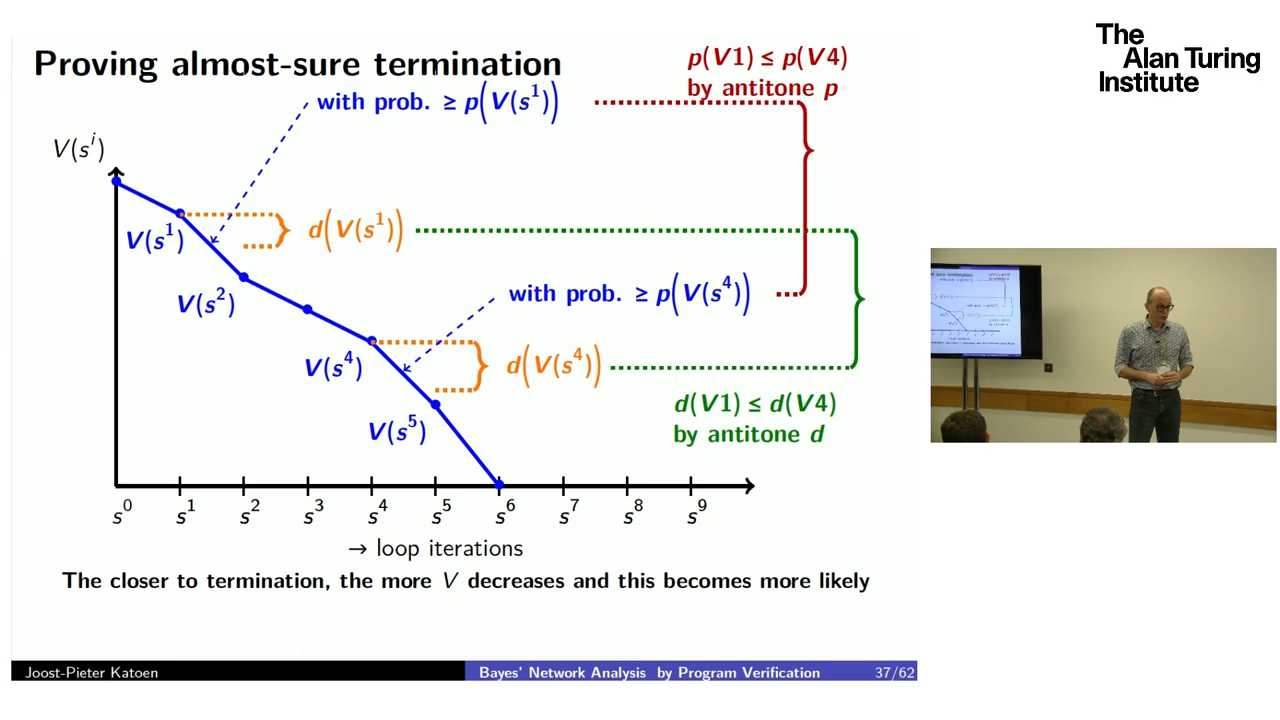 The
Alan Turing
Institute
Proving almost-sure termination
p(V1) ≤ p(V4)
by antitone p
with prob. ≥ p(V(s¹))
V(sⁱ)
V(s¹)
d(V(s¹))
V(s²)
with prob. ≥ p(V(s⁴))
V(s⁴)
d(V(s⁴))
d(V1) ≤ d(V4)
by antitone d
V(s⁵)
s⁰ s¹ s² s³ s⁴ s⁵ s⁶ s⁷ s⁸ s⁹
→ loop iterations
The closer to termination, the more V decreases and this becomes more likely
Joost-Pieter Katoen
Bayes' Network Analysis by Program Verification
37/62